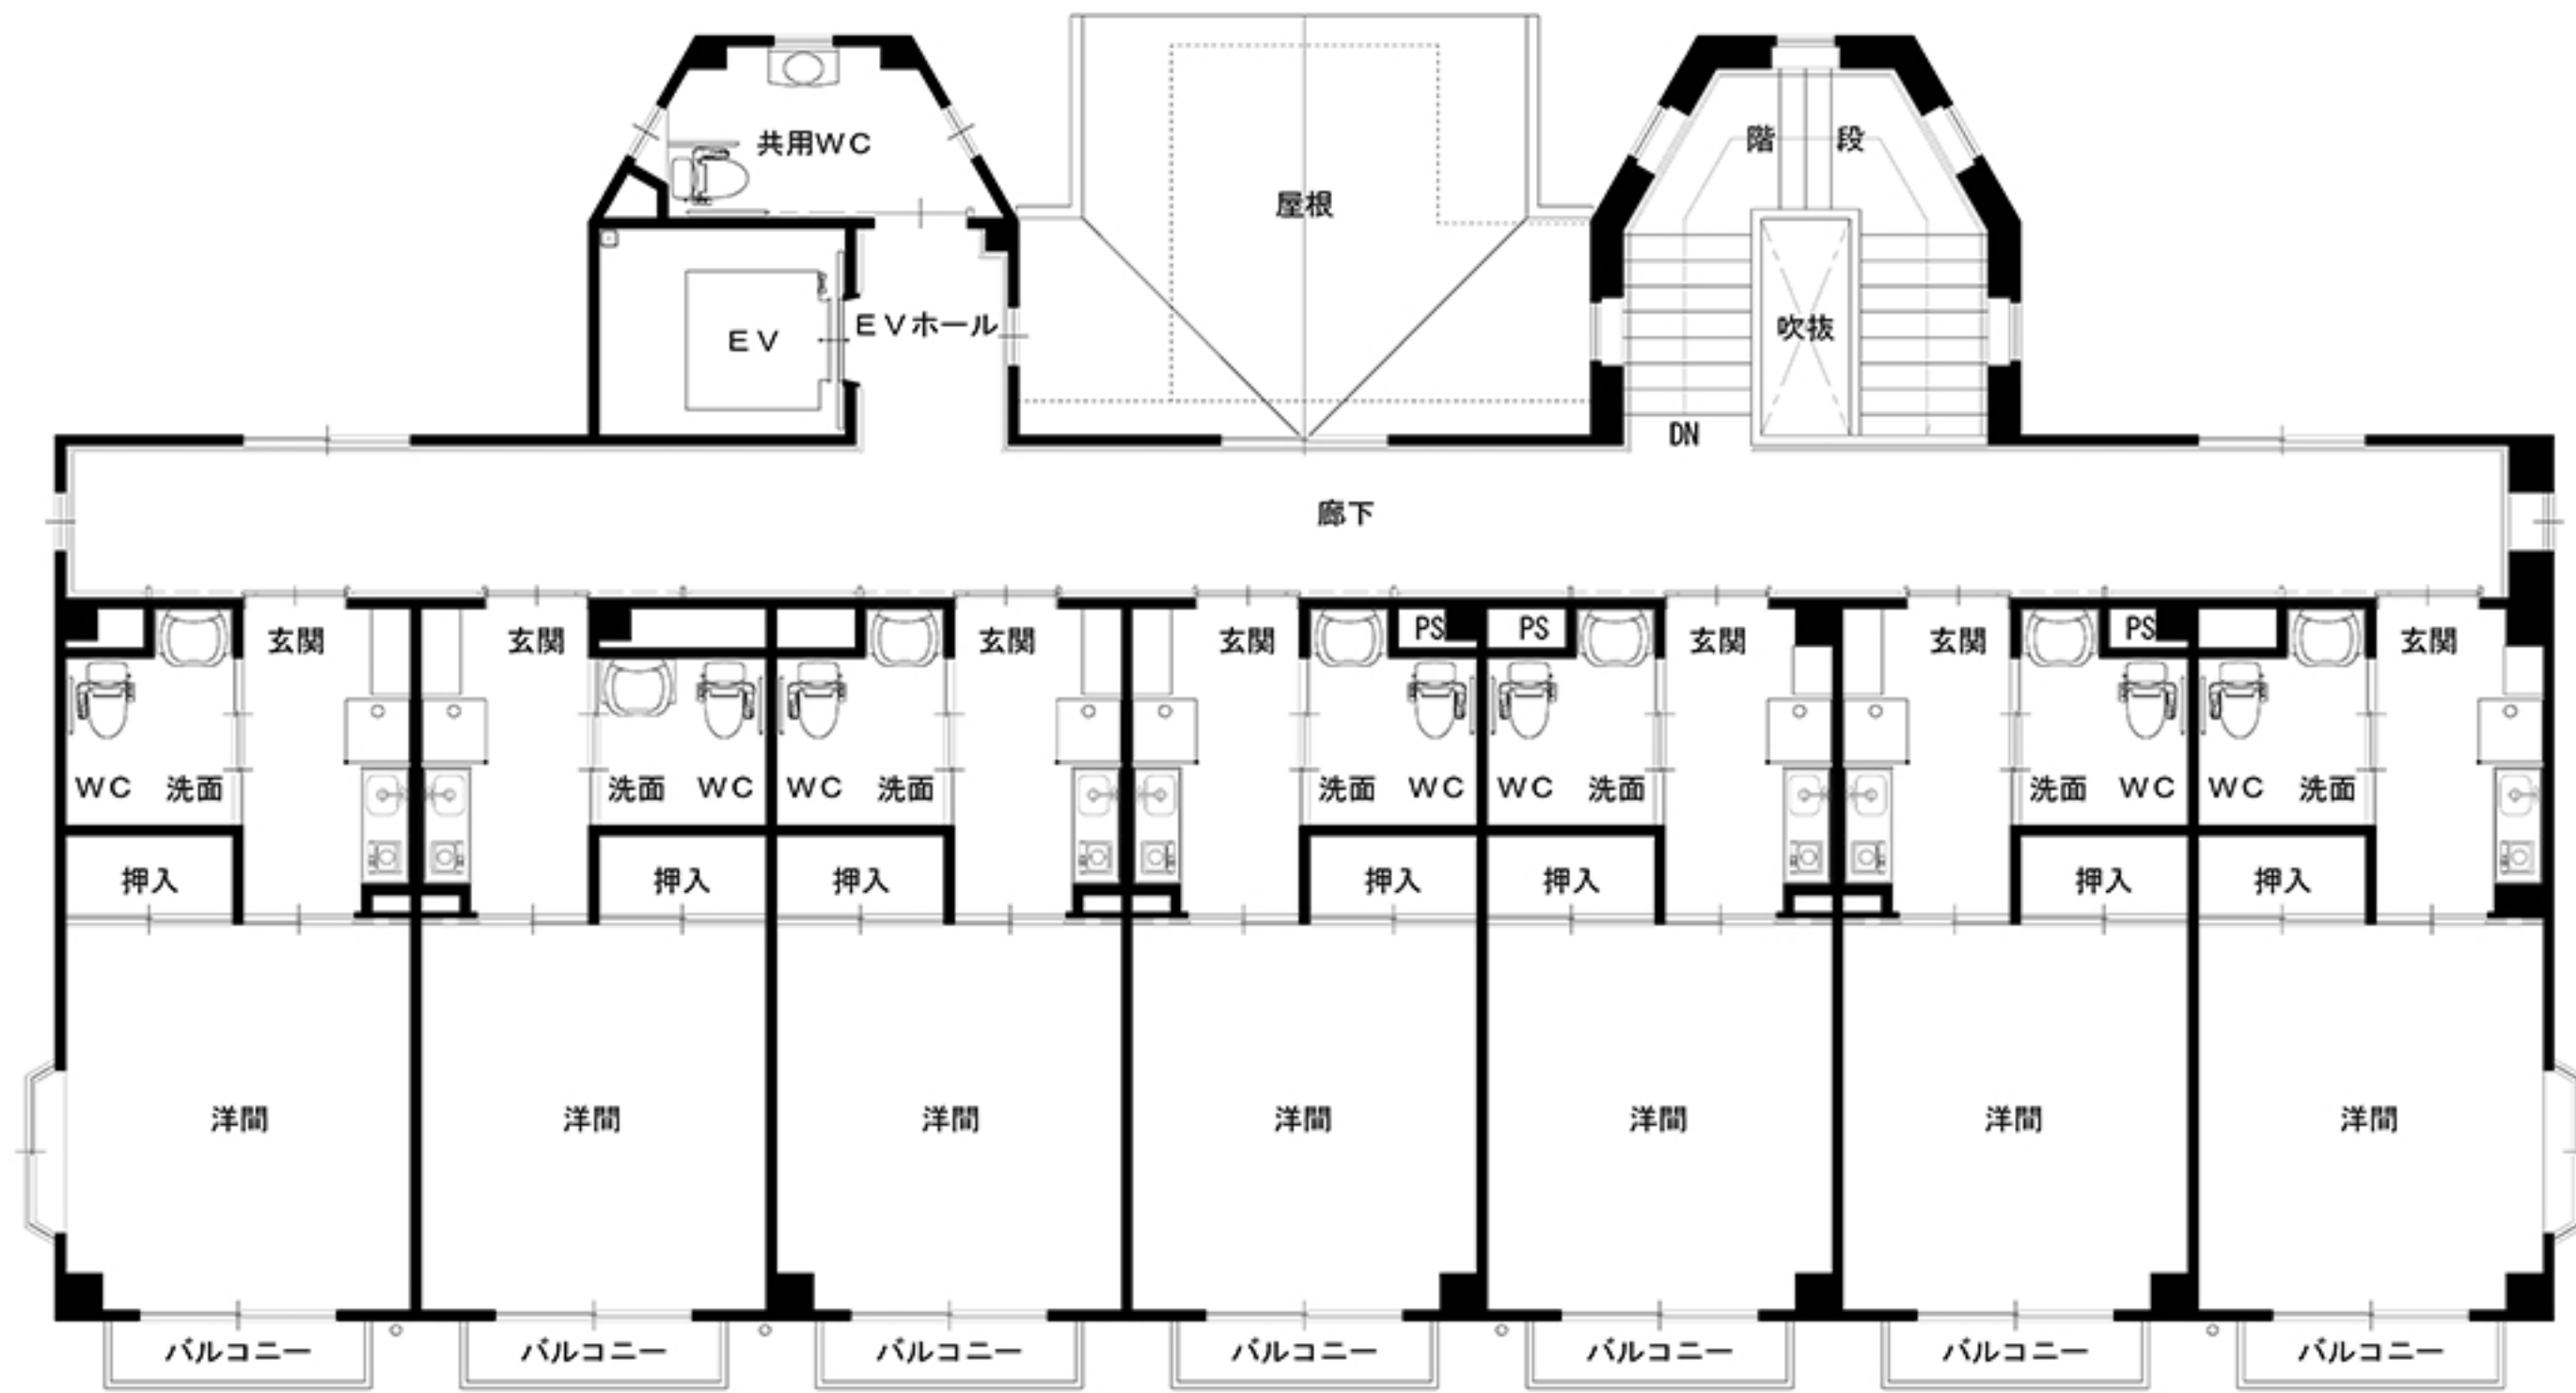 共用WC
階段
屋根
EV
EVホール
吹抜
DN
廊下
玄関
玄関
玄関
玄関
PS
PS
玄関
玄関
PS
玄関
WC 洗面
洗面 WC
WC 洗面
洗面 WC
WC 洗面
洗面 WC
WC 洗面
押入
押入
押入
押入
押入
押入
押入
洋間
洋間
洋間
洋間
洋間
洋間
洋間
バルコニー
バルコニー
バルコニー
バルコニー
バルコニー
バルコニー
バルコニー